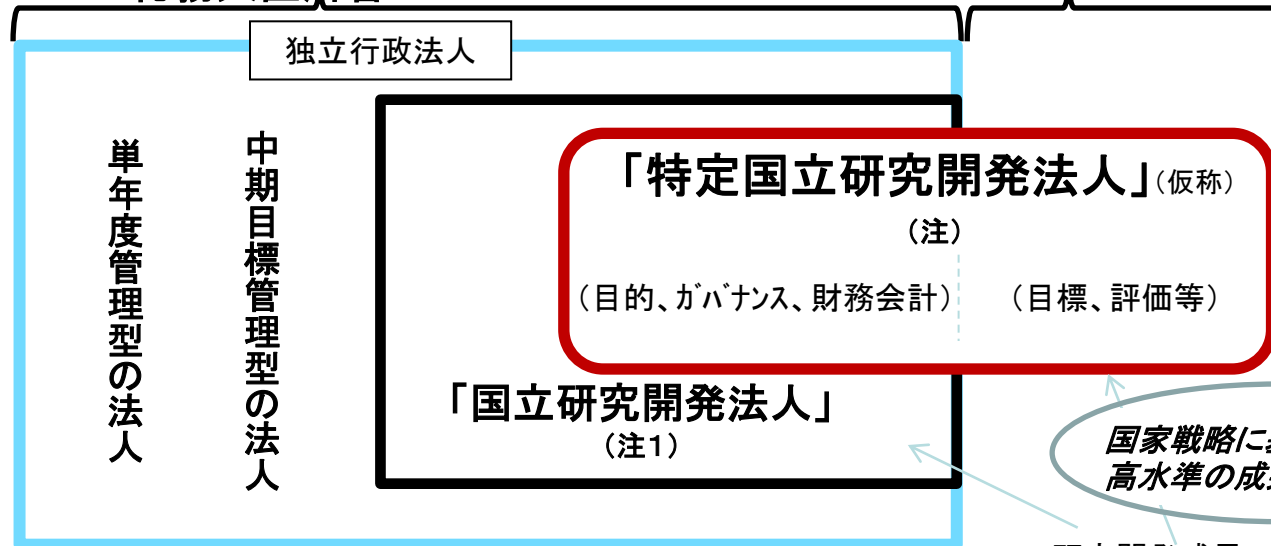 独立行政法人
単年度管理型の法人
中期目標管理型の法人
「特定国立研究開発法人」(仮称)
(注)
(目的、ガバナンス、財務会計)
(目標、評価等)
「国立研究開発法人」
(注1)
国家戦略に
高水準の成